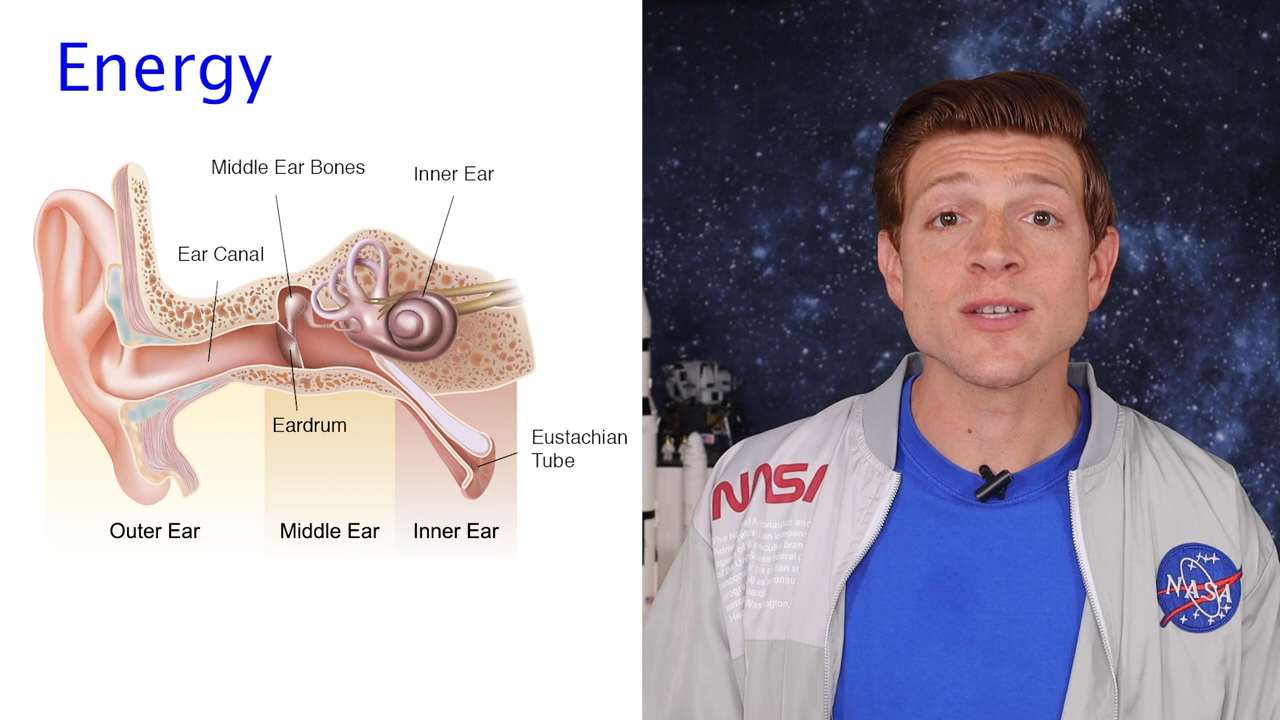 Energy
Middle Ear Bones
Inner Ear
Ear Canal
Eardrum
Eustachian
Tube
Outer Ear
Middle Ear
Inner Ear
NASA
NASA